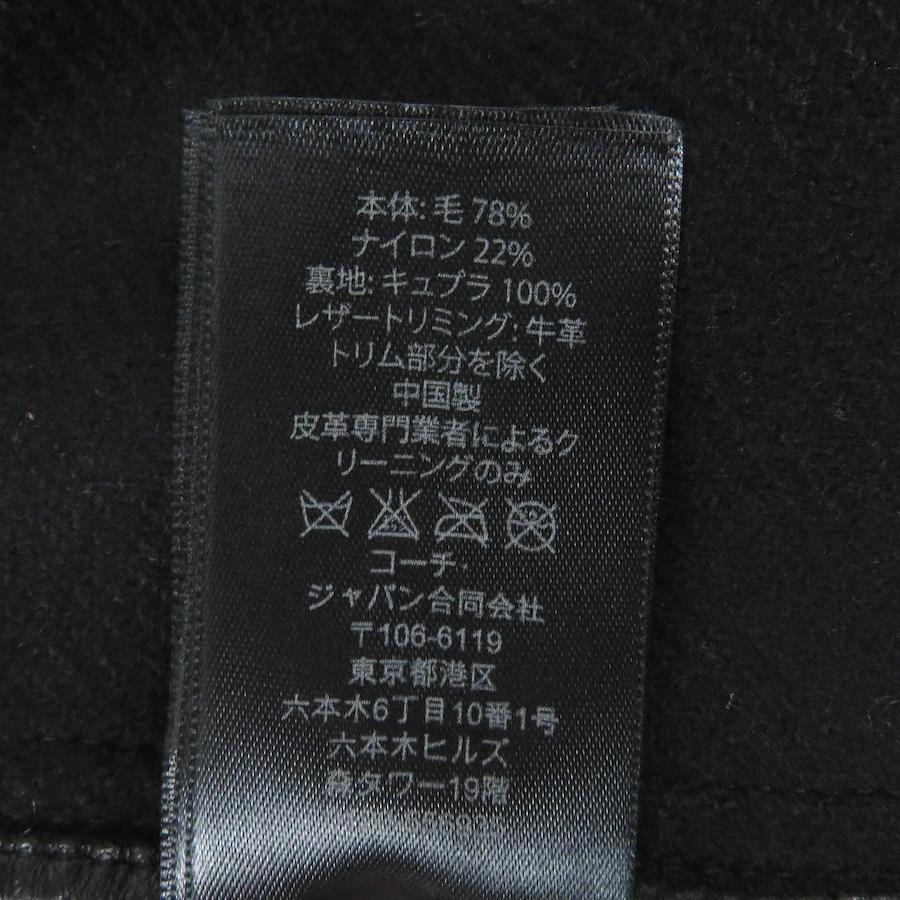 本体: 毛 78%
ナイロン 22%
裏地: キュプラ 100%
レザートリミング: 牛革
トリム部分を除く
中国製
皮革専門業者によるク
リーニングのみ
コーチ・
ジャパン合同会社
〒106-6119
東京都港区
六本木6丁目10番1号
六本木ヒルズ
森タワー19階